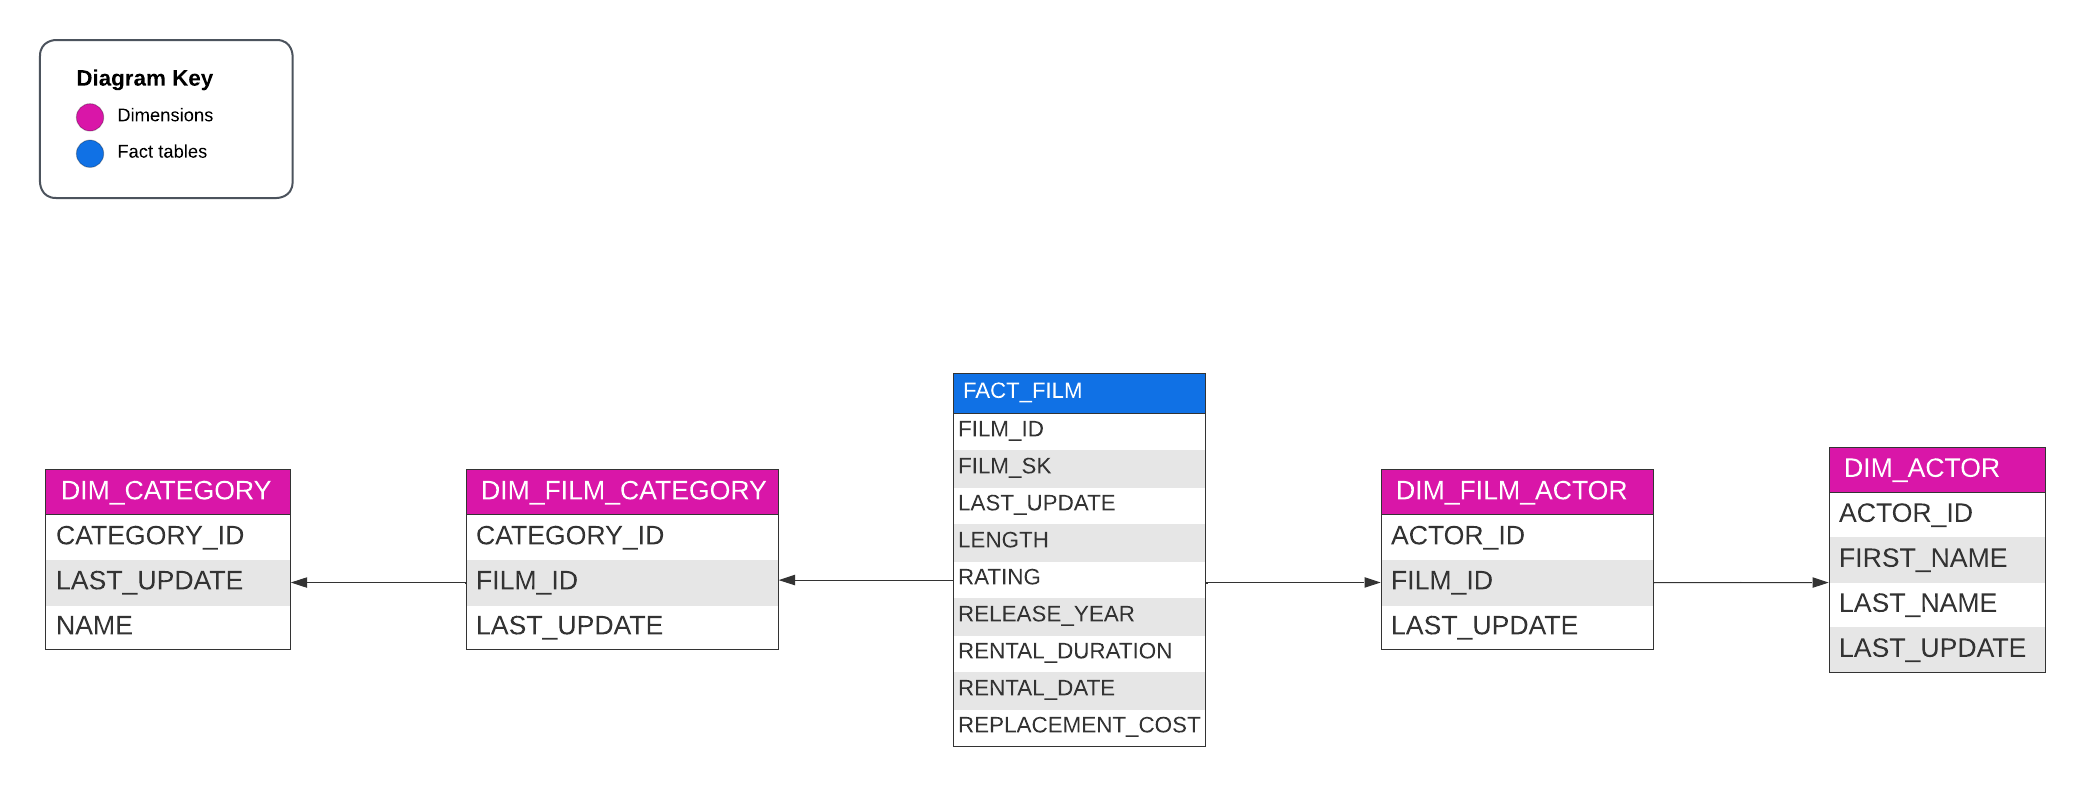 Diagram Key
Dimensions
Fact tables
DIM_CATEGORY
CATEGORY_ID
LAST_UPDATE
NAME
DIM_FILM_CATEGORY
CATEGORY_ID
FILM_ID
LAST_UPDATE
FACT_FILM
FILM_ID
FILM_SK
LAST_UPDATE
LENGTH
RATING
RELEASE_YEAR
RENTAL_DURATION
RENTAL_DATE
REPLACEMENT_COST
DIM_FILM_ACTOR
ACTOR_ID
FILM_ID
LAST_UPDATE
DIM_ACTOR
ACTOR_ID
FIRST_NAME
LAST_NAME
LAST_UPDATE